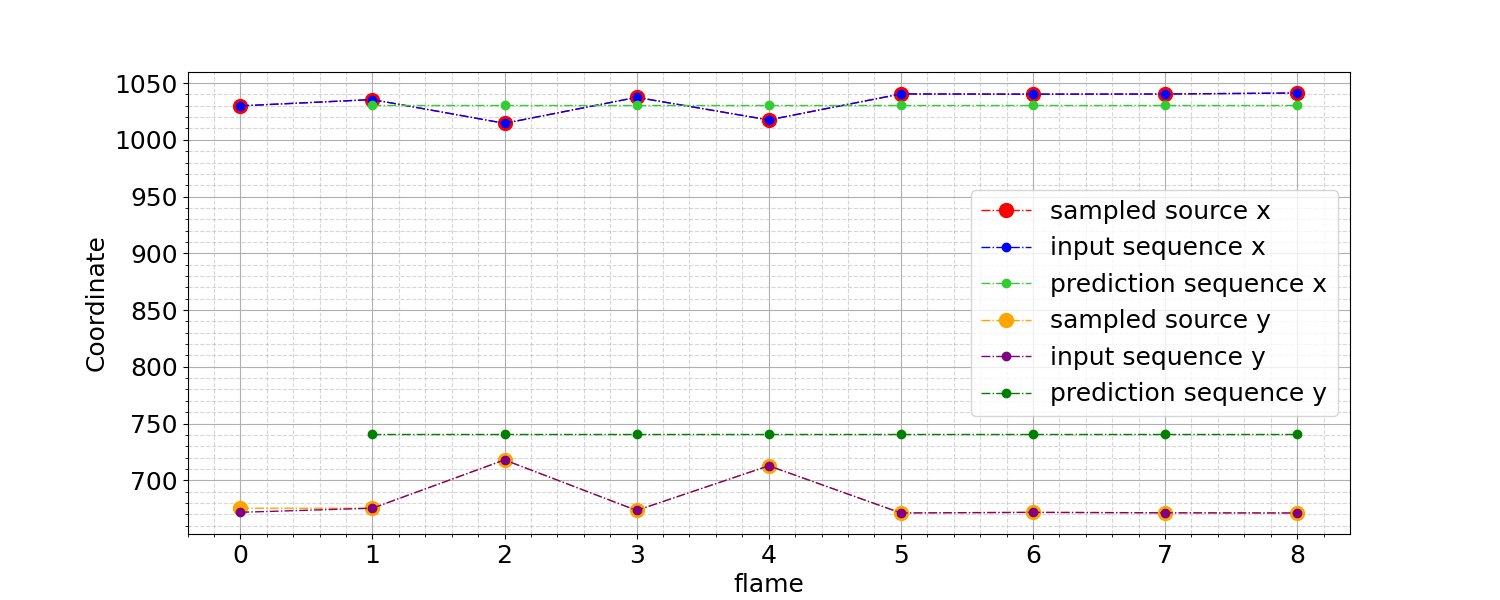 1050
1000
950
900
850
800
750
700
Coordinate
sampled source x
input sequence x
prediction sequence x
sampled source y
input sequence y
prediction sequence y
0 1 2 3 4 5 6 7 8
flame